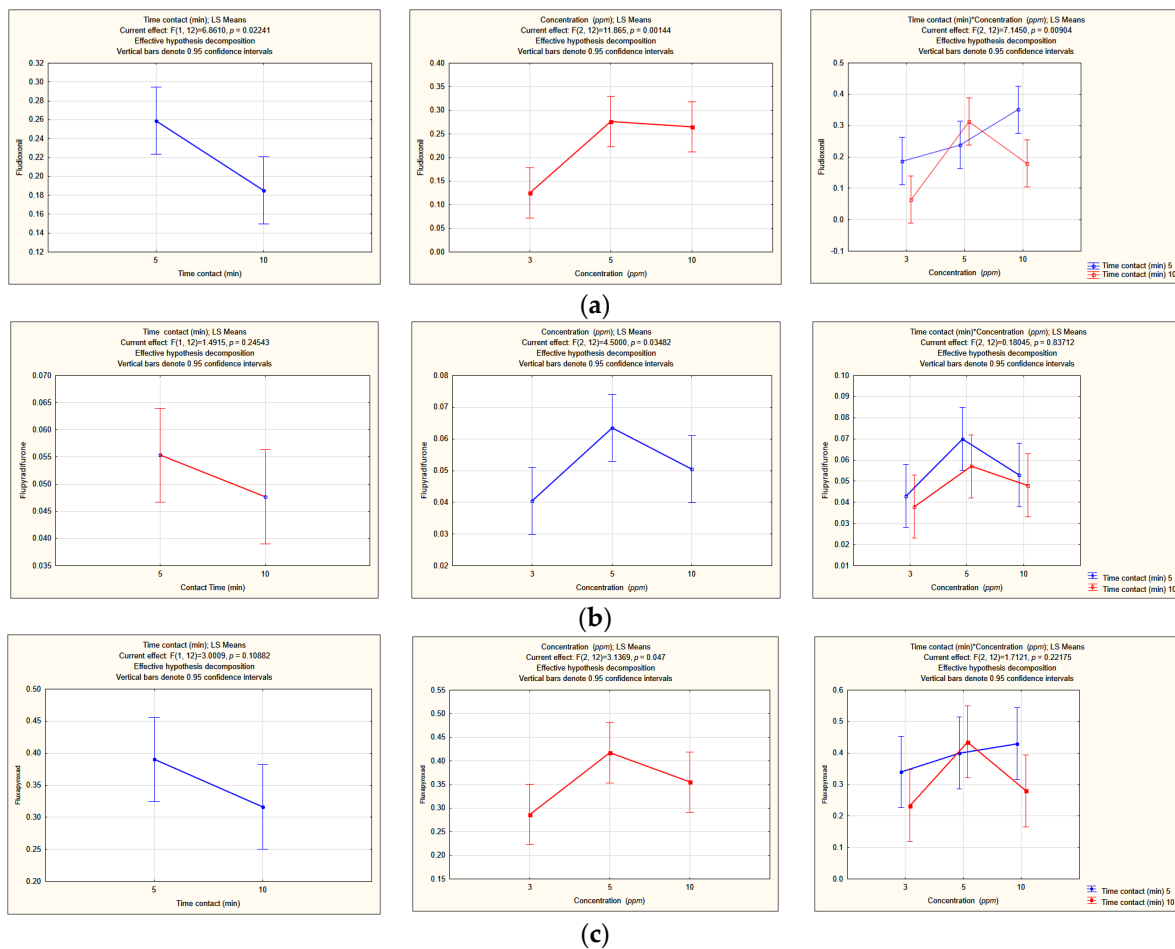 Time contact (min); LS Means
Current effect: F(1, 12)=6.8610, p = 0.02241
Effective hypothesis decomposition
Vertical bars denote 0.95 confidence intervals
0.32
0.30
0.28
0.26
0.24
0.22
0.20
0.18
0.16
0.14
0.12
Fludioxonil
5 10
Time contact (min)
Concentration (ppm); LS Means
Current effect: F(2, 12)=11.865, p = 0.00144
Effective hypothesis decomposition
Vertical bars denote 0.95 confidence intervals
0.40
0.35
0.30
0.25
0.20
0.15
0.10
0.05
0.00
Fludioxonil
3 5 10
Concentration (ppm)
Time contact (min)*Concentration (ppm); LS Means
Current effect: F(2, 12)=7.1450, p = 0.00904
Effective hypothesis decomposition
Vertical bars denote 0.95 confidence intervals
0.5
0.4
0.3
0.2
0.1
0.0
-0.1
Fludioxonil
3 5 10
Concentration (ppm)
Time contact (min) 5
Time contact (min) 10
(a)
Time contact (min); LS Means
Current effect: F(1, 12)=1.4915, p = 0.24543
Effective hypothesis decomposition
Vertical bars denote 0.95 confidence intervals
0.070
0.065
0.060
0.055
0.050
0.045
0.040
0.035
Flupyradifurone
5 10
Contact Time (min)
Concentration (ppm); LS Means
Current effect: F(2, 12)=4.5000, p = 0.03482
Effective hypothesis decomposition
Vertical bars denote 0.95 confidence intervals
0.08
0.07
0.06
0.05
0.04
0.03
0.02
Flupyradifurone
3 5 10
Concentration (ppm)
Time contact (min)*Concentration (ppm); LS Means
Current effect: F(2, 12)=0.18045, p = 0.83712
Effective hypothesis decomposition
Vertical bars denote 0.95 confidence intervals
0.10
0.09
0.08
0.07
0.06
0.05
0.04
0.03
0.02
0.01
Flupyradifurone
3 5 10
Concentration (ppm)
Time contact (min) 5
Time contact (min) 10
(b)
Time contact (min); LS Means
Current effect: F(1, 12)=3.0009, p = 0.10882
Effective hypothesis decomposition
Vertical bars denote 0.95 confidence intervals
0.50
0.45
0.40
0.35
0.30
0.25
0.20
Fluxapyroxad
5 10
Time contact (min)
Concentration (ppm); LS Means
Current effect: F(2, 12)=3.1369, p = 0.047
Effective hypothesis decomposition
Vertical bars denote 0.95 confidence intervals
0.55
0.50
0.45
0.40
0.35
0.30
0.25
0.20
0.15
Fluxapyroxad
3 5 10
Concentration (ppm)
Time contact (min)*Concentration (ppm); LS Means
Current effect: F(2, 12)=1.7121, p = 0.22175
Effective hypothesis decomposition
Vertical bars denote 0.95 confidence intervals
0.6
0.5
0.4
0.3
0.2
0.1
0.0
Fluxapyroxad
3 5 10
Concentration (ppm)
Time contact (min) 5
Time contact (min) 10
(c)